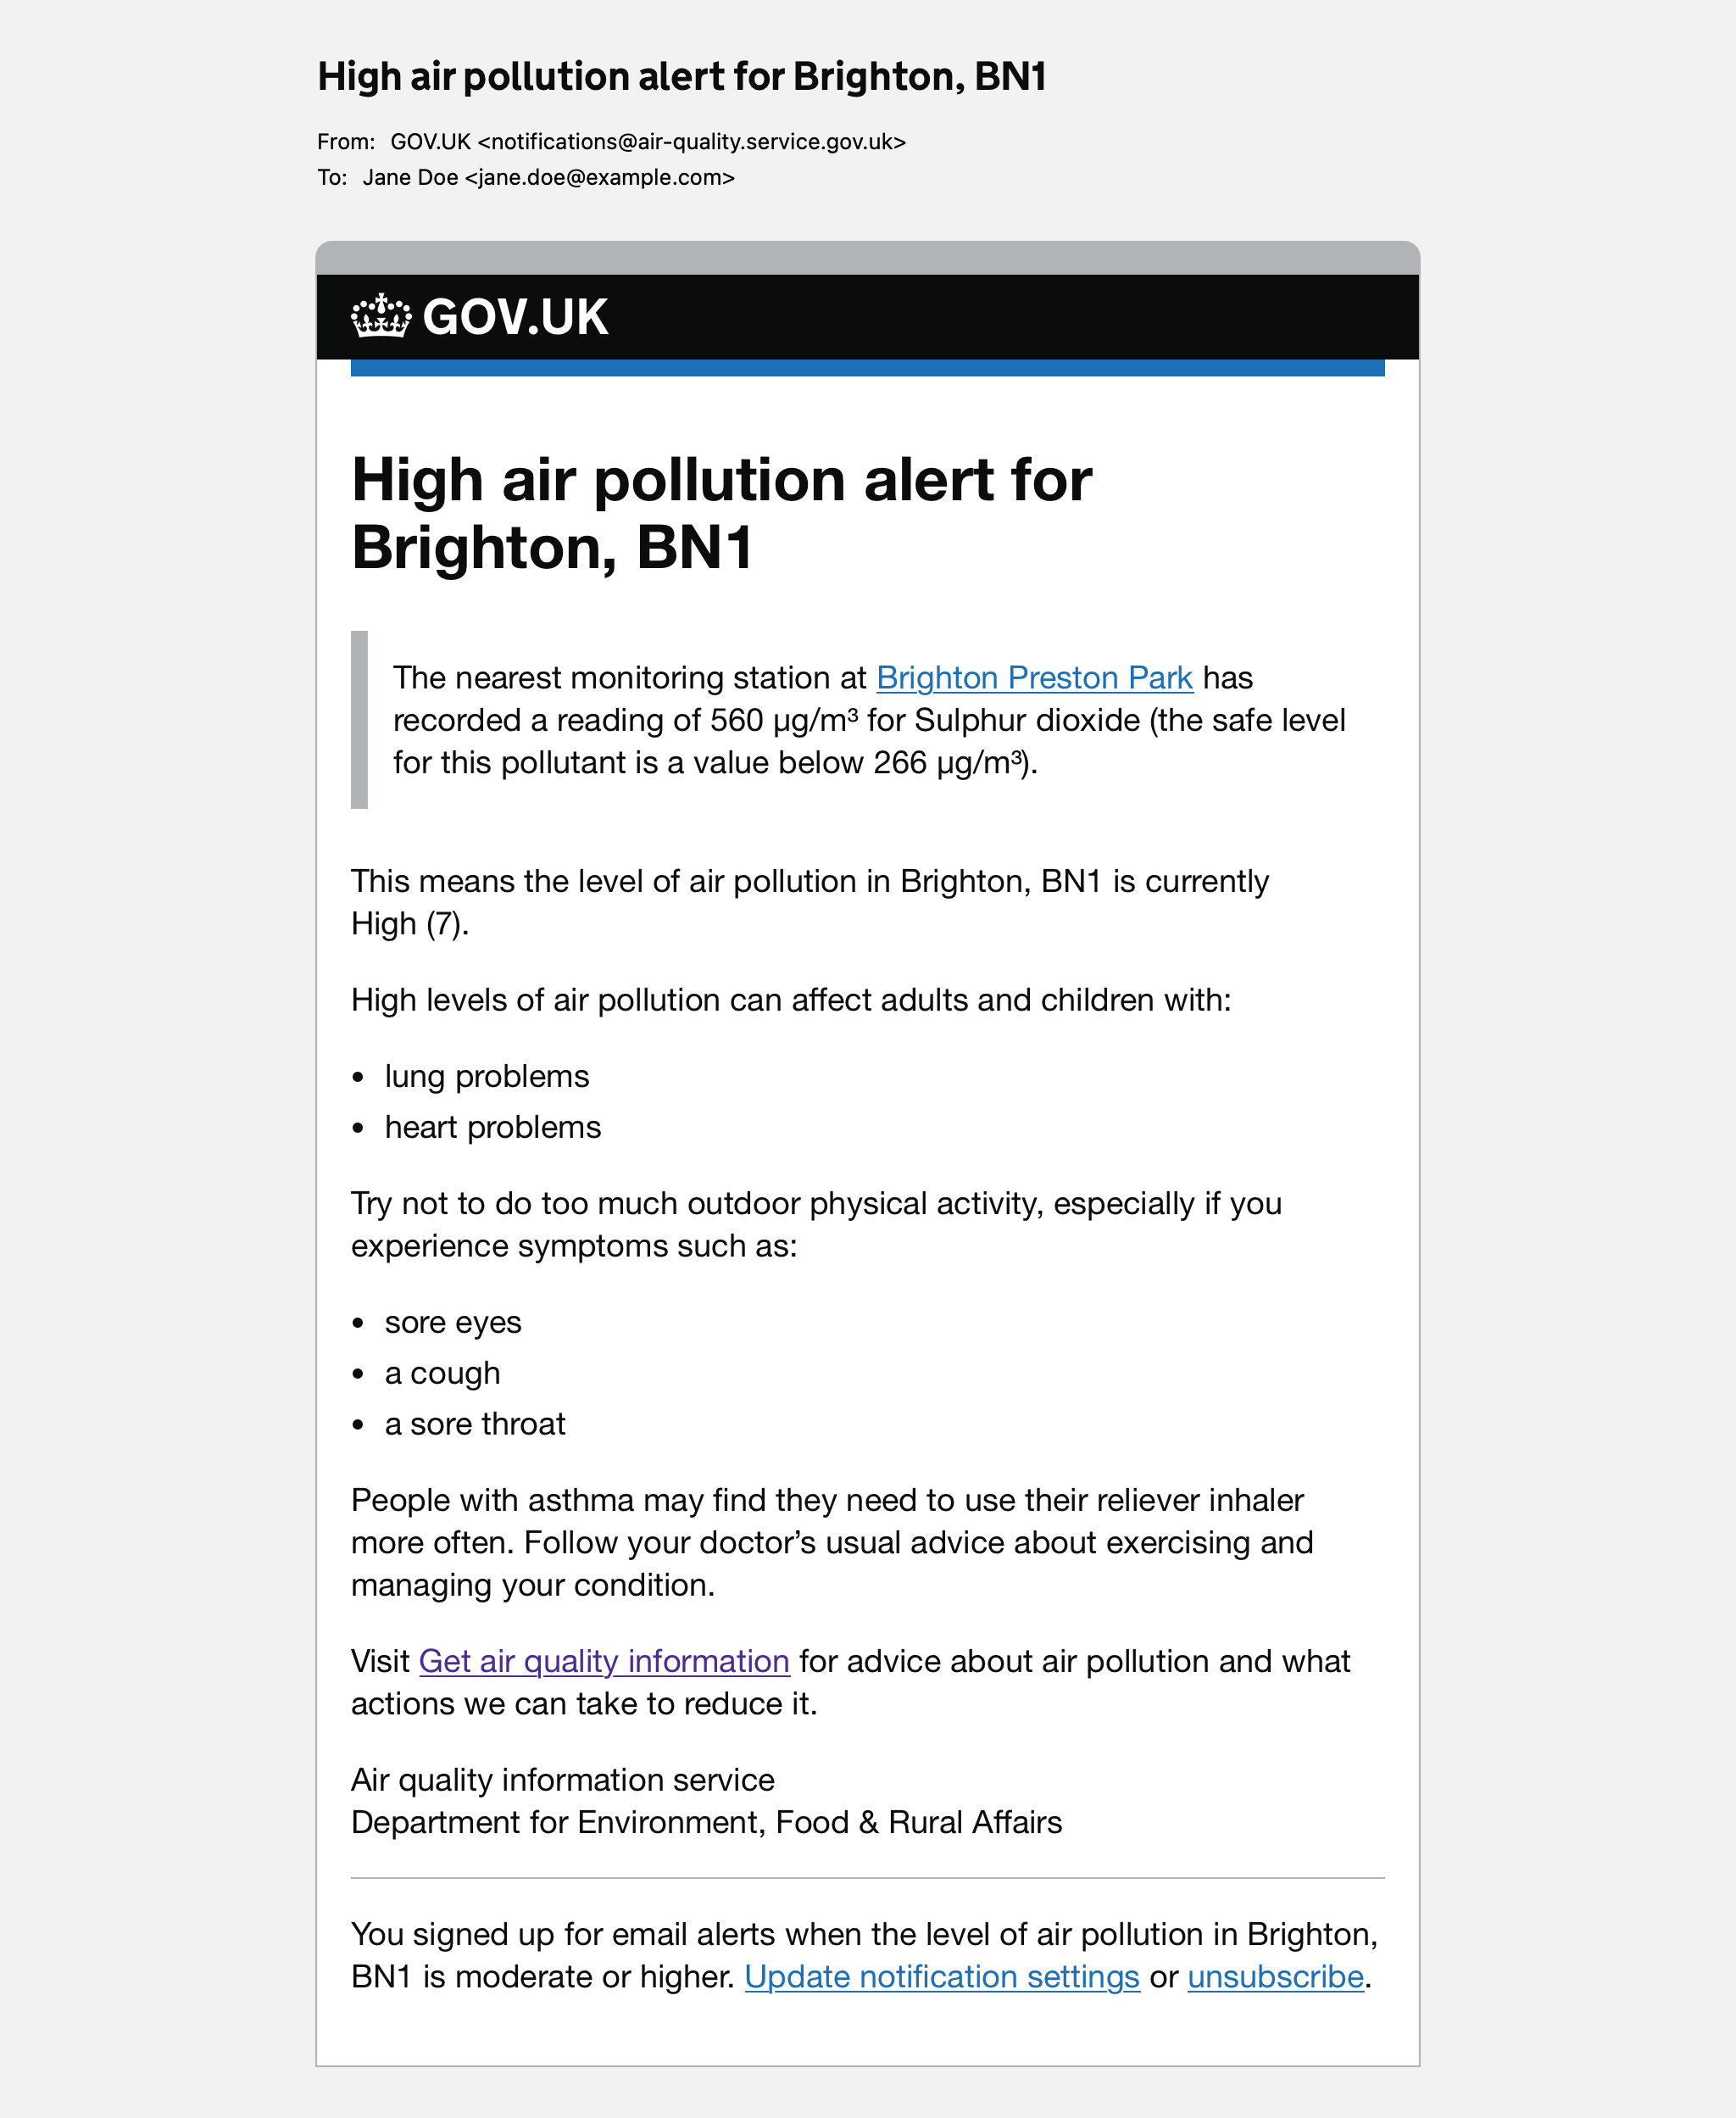 High air pollution alert for Brighton, BN1
From: GOV.UK <notifications@air-quality.service.gov.uk>
To: Jane Doe <jane.doe@example.com>
GOV.UK
High air pollution alert for
Brighton, BN1
The nearest monitoring station at Brighton Preston Park has
recorded a reading of 560 μg/m³ for Sulphur dioxide (the safe level
for this pollutant is a value below 266 μg/m³).
This means the level of air pollution in Brighton, BN1 is currently
High (7).
High levels of air pollution can affect adults and children with:
• lung problems
• heart problems
Try not to do too much outdoor physical activity, especially if you
experience symptoms such as:
• sore eyes
• a cough
• a sore throat
People with asthma may find they need to use their reliever inhaler
more often. Follow your doctor’s usual advice about exercising and
managing your condition.
Visit Get air quality information for advice about air pollution and what
actions we can take to reduce it.
Air quality information service
Department for Environment, Food & Rural Affairs
You signed up for email alerts when the level of air pollution in Brighton,
BN1 is moderate or higher. Update notification settings or unsubscribe.